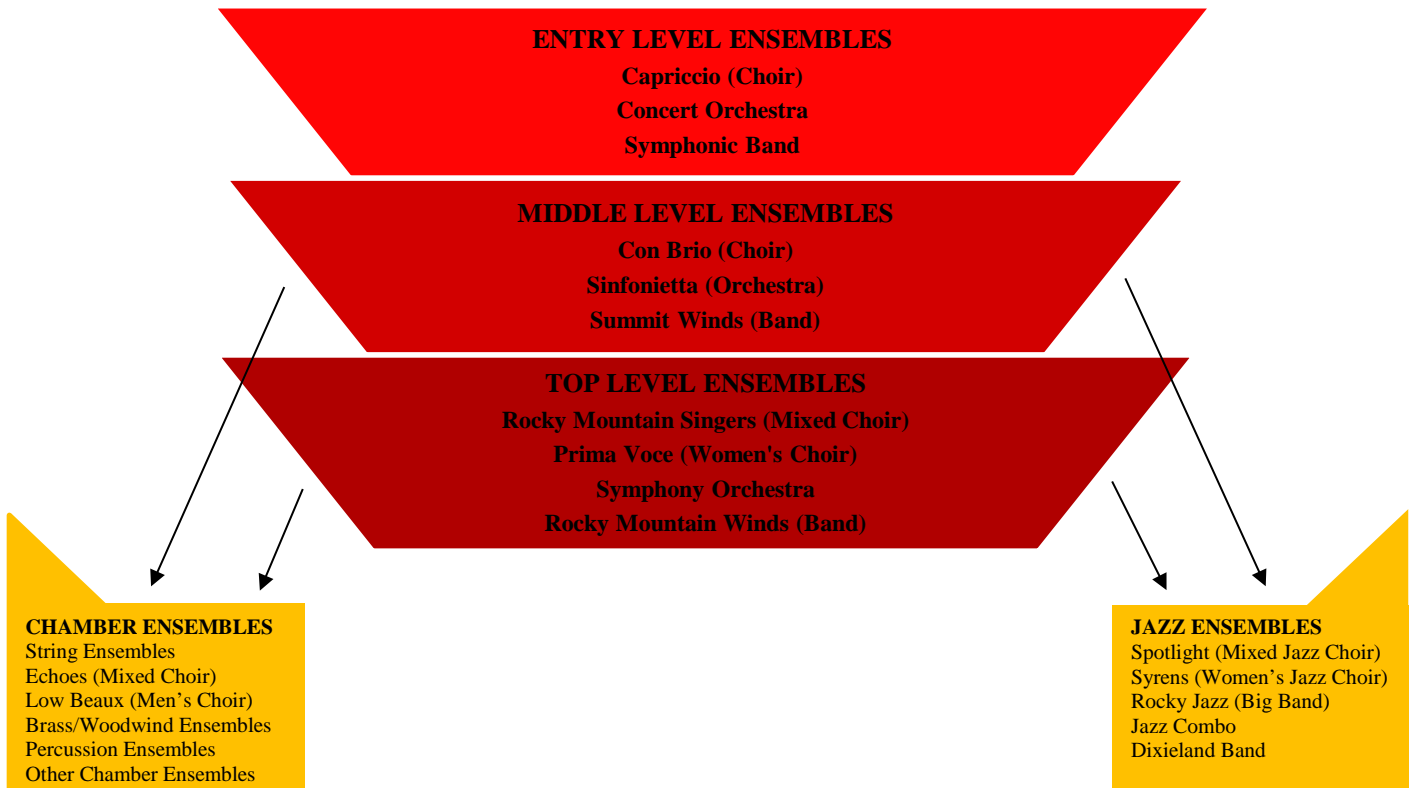 ENTRY LEVEL ENSEMBLES
Capriccio (Choir)
Concert Orchestra
Symphonic Band
MIDDLE LEVEL ENSEMBLES
Con Brio (Choir)
Sinfonietta (Orchestra)
Summit Winds (Band)
TOP LEVEL ENSEMBLES
Rocky Mountain Singers (Mixed Choir)
Prima Voce (Women's Choir)
Symphony Orchestra
Rocky Mountain Winds (Band)
CHAMBER ENSEMBLES
String Ensembles
Echoes (Mixed Choir)
Low Beaux (Men’s Choir)
Brass/Woodwind Ensembles
Percussion Ensembles
Other Chamber Ensembles
JAZZ ENSEMBLES
Spotlight (Mixed Jazz Choir)
Syrens (Women’s Jazz Choir)
Rocky Jazz (Big Band)
Jazz Combo
Dixieland Band